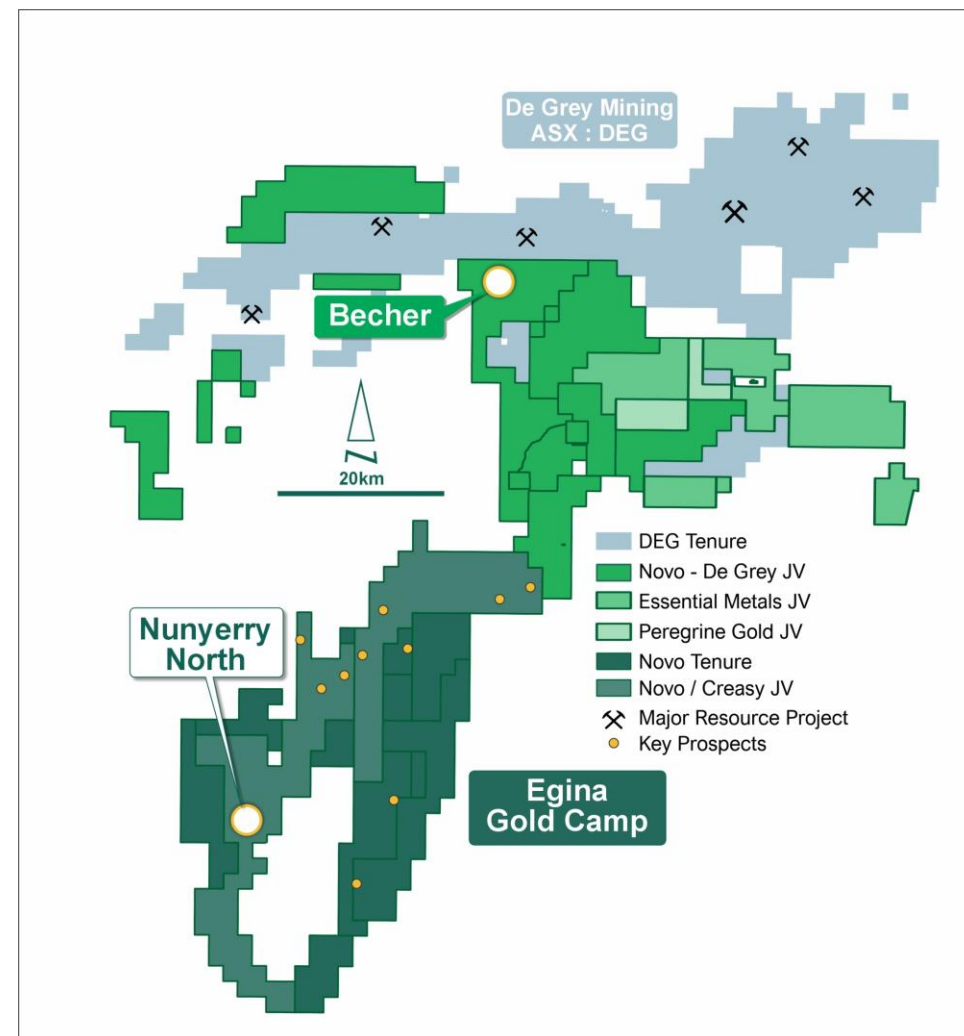 De Grey Mining
ASX : DEG
Becher
N
20km
DEG Tenure
Novo - De Grey JV
Essential Metals JV
Peregrine Gold JV
Novo Tenure
Novo / Creasy JV
Major Resource Project
Key Prospects
Nunyerry
North
Egina
Gold Camp